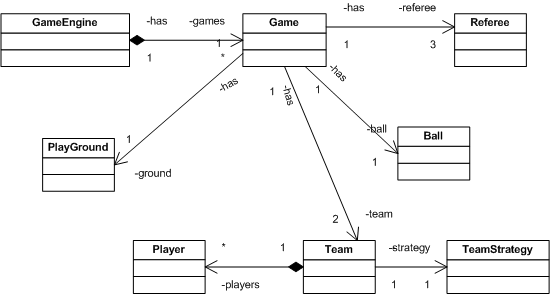 -has -referee
GameEngine -has -games Game Referee
1 1 1 3
* -has
-has 1 -has 1
1 -ball Ball
PlayGround 1
-ground
2 -team
Player * 1 Team -strategy TeamStrategy
-players 1 1